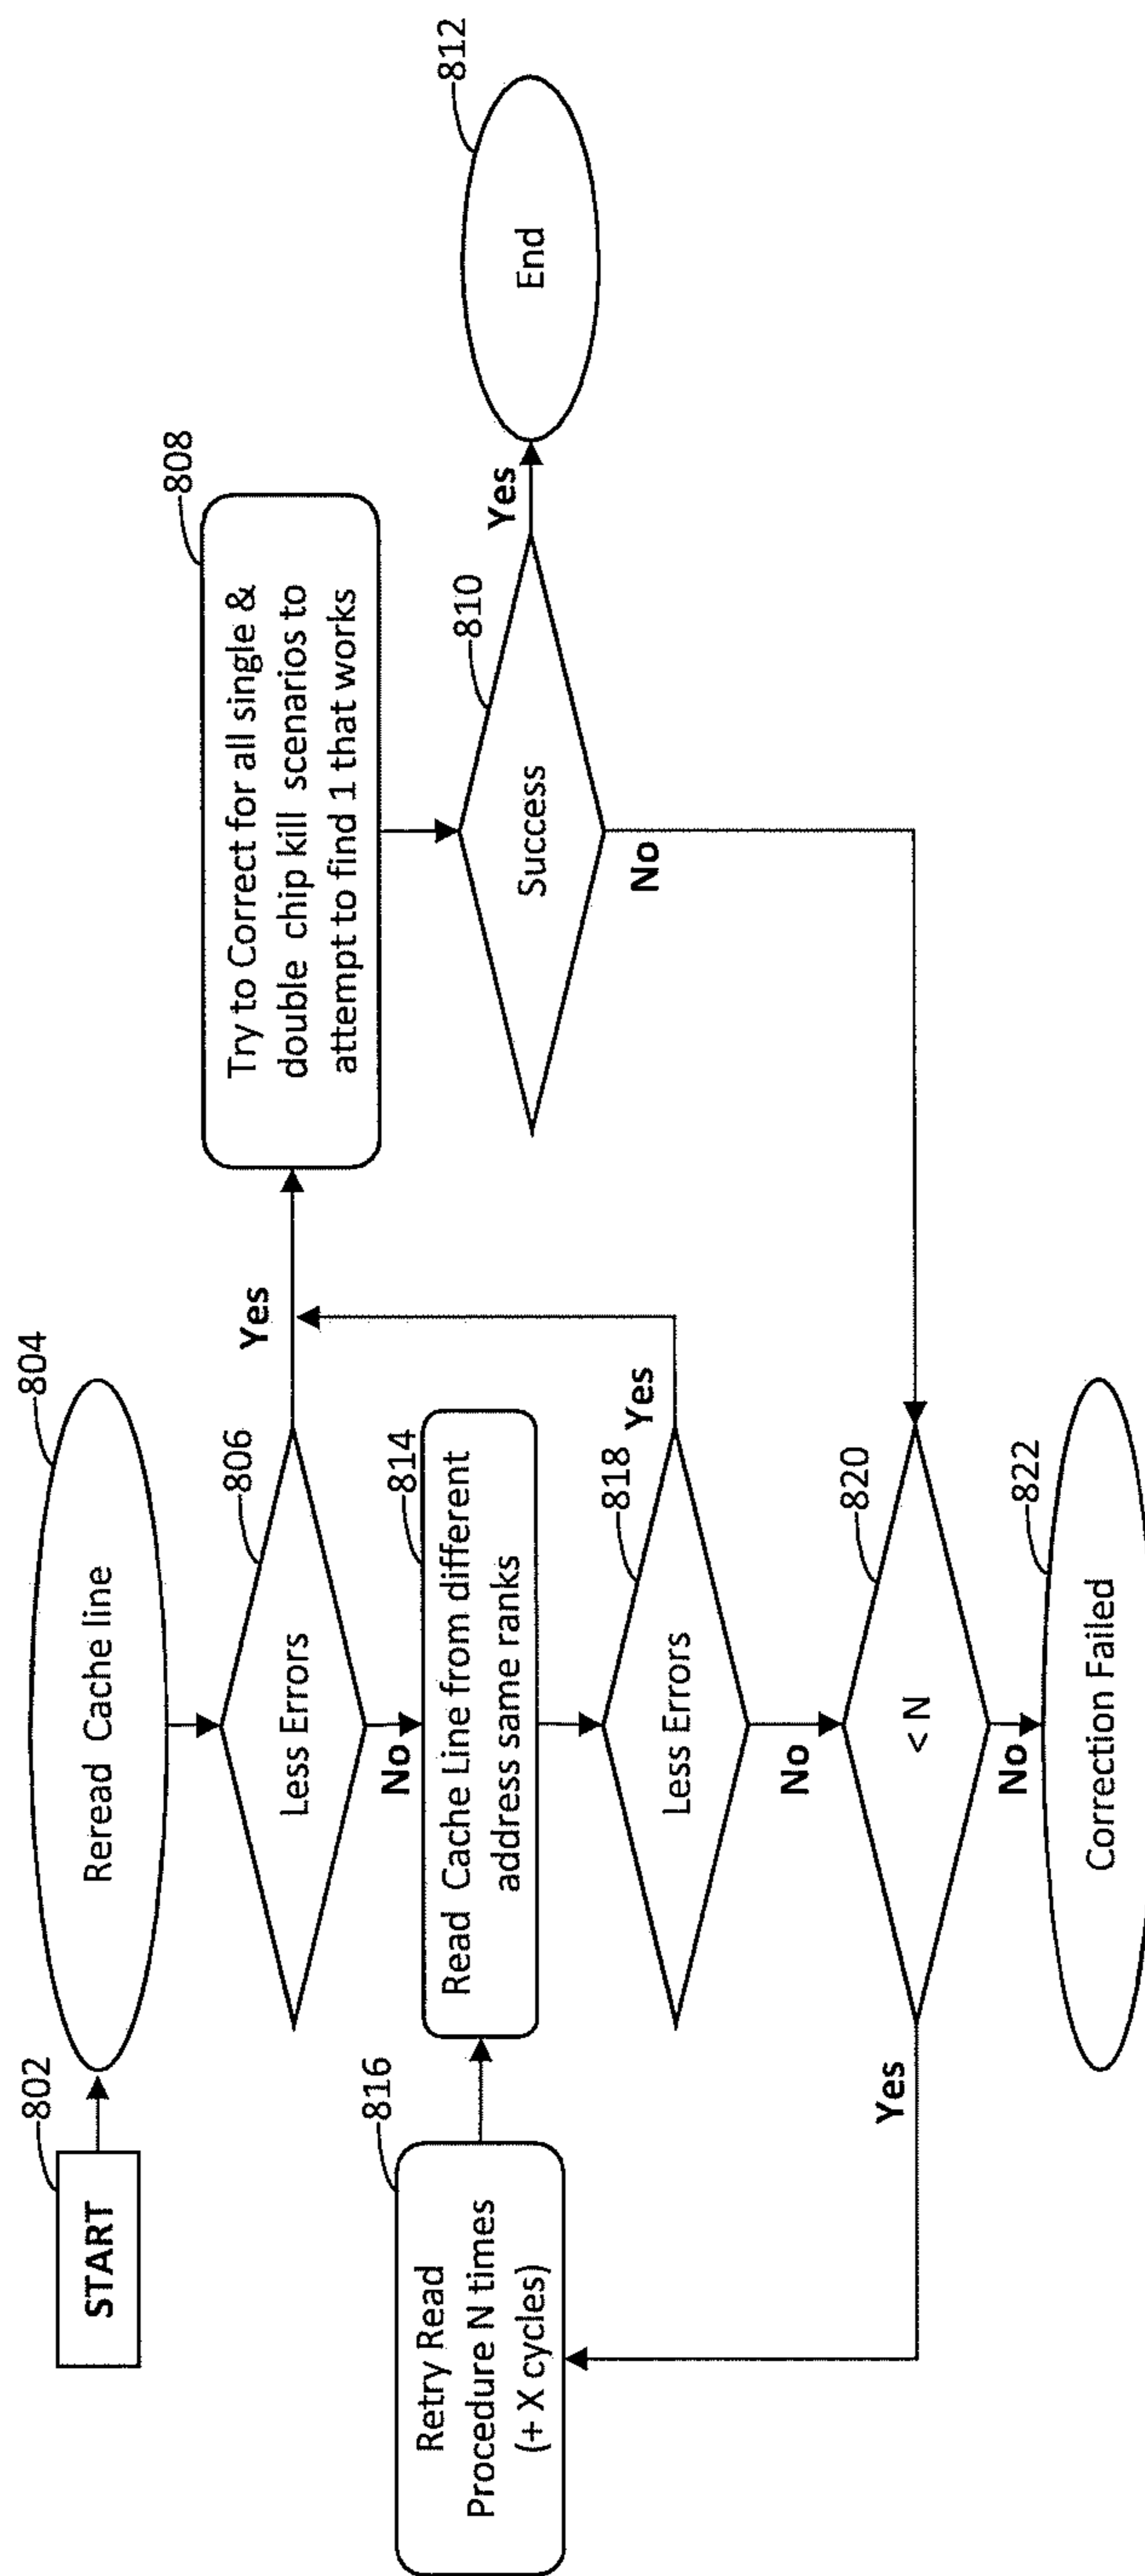 802
START
804
Reread Cache line
806
Less Errors
Yes
No
808
Try to Correct for all single &
double chip kill scenarios to
attempt to find 1 that works
810
Success
Yes
No
812
End
814
Read Cache Line from different
address same ranks
816
Retry Read
Procedure N times
(+ X cycles)
818
Less Errors
Yes
No
820
< N
Yes
No
822
Correction Failed